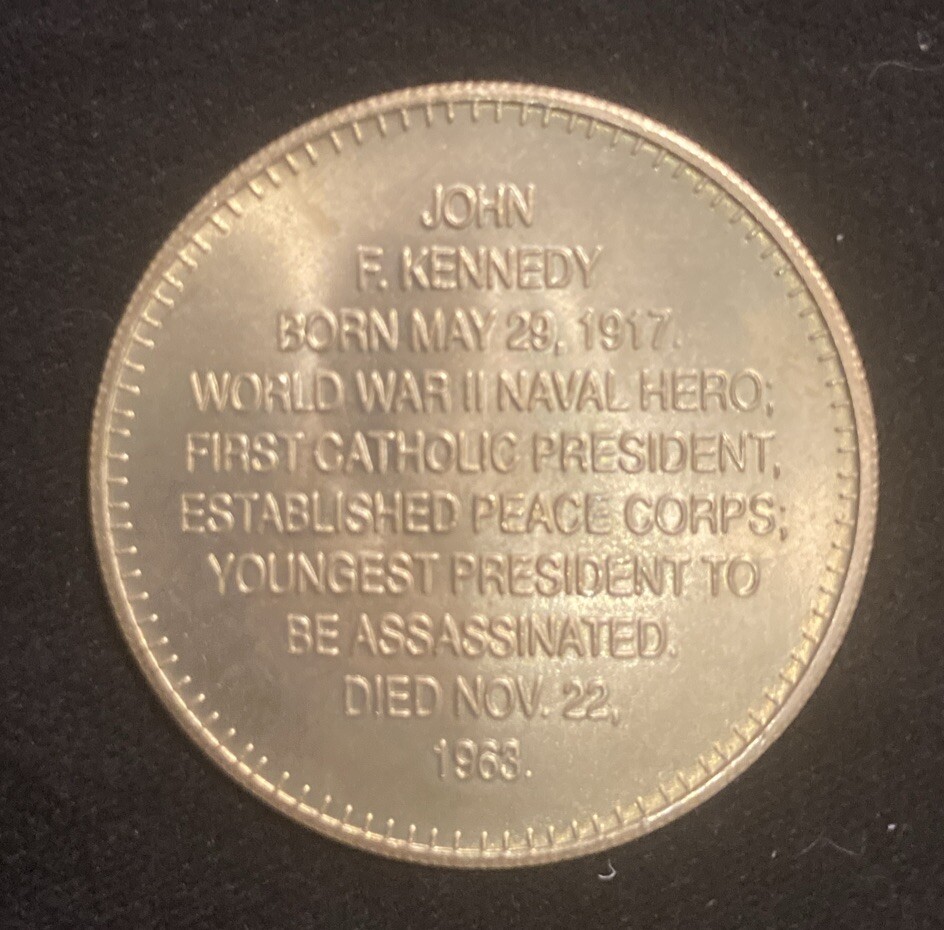 JOHN
F. KENNEDY
BORN MAY 29, 1917.
WORLD WAR II NAVAL HERO;
FIRST CATHOLIC PRESIDENT,
ESTABLISHED PEACE CORPS;
YOUNGEST PRESIDENT TO
BE ASSASSINATED.
DIED NOV. 22,
1963.